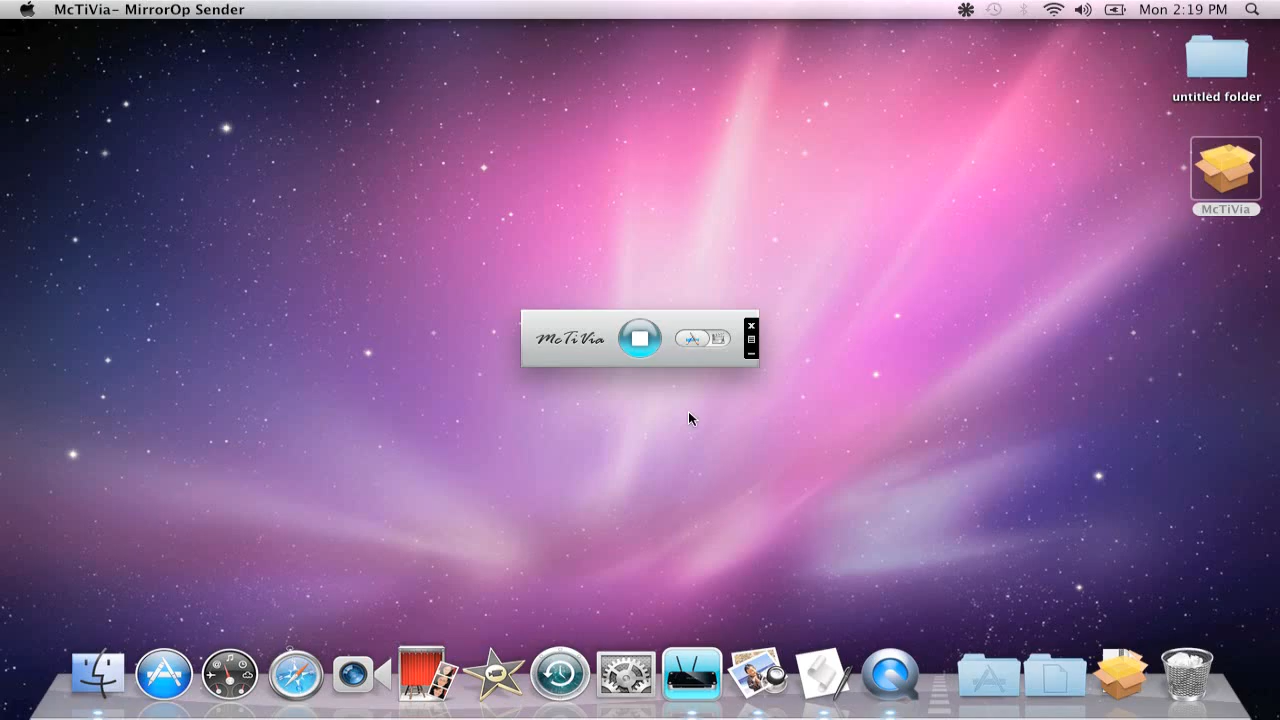 McTiVia- MirrorOp Sender
Mon 2:19 PM
untitled folder
McTiVia
McTiVia